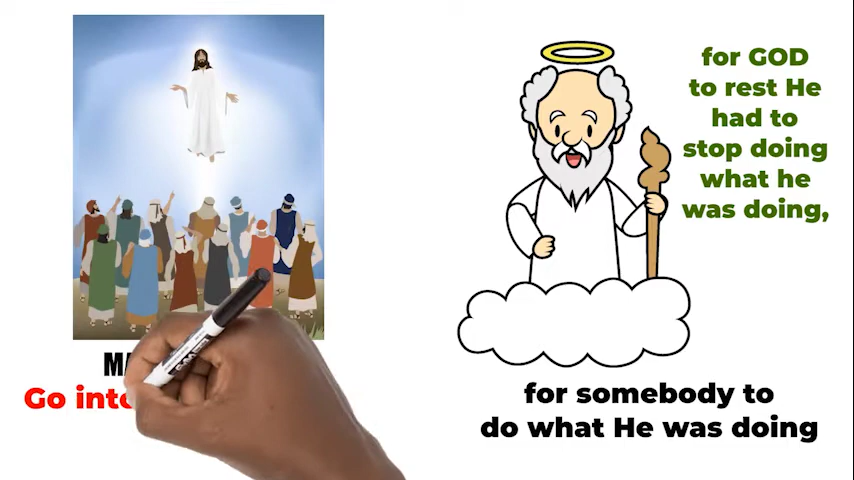 Go into
for GOD
to rest He
had to
stop doing
what he
was doing,
for somebody to
do what He was doing